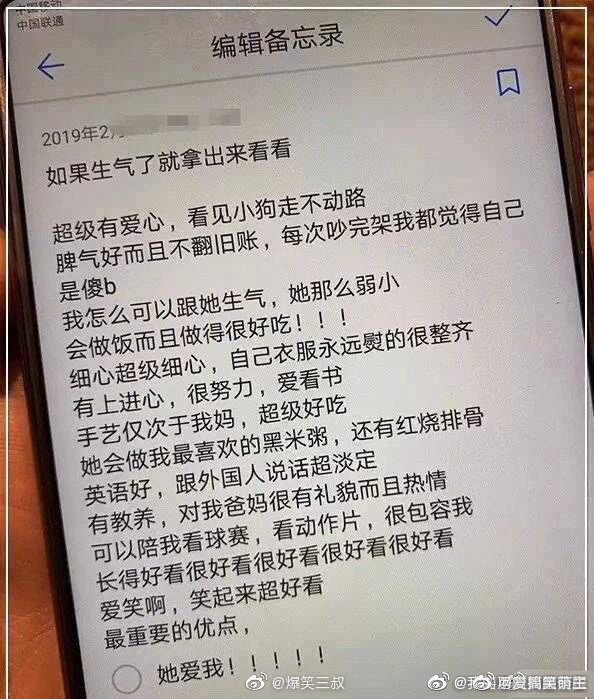 中国移动
中国联通
编辑备忘录
2019年2月
如果生气了就拿出来看看
超级有爱心，看见小狗走不动路
脾气好而且不翻旧账，每次吵完架我都觉得自己
是傻b
我怎么可以跟她生气，她那么弱小
会做饭而且做得很好吃！！！
细心超级细心，自己衣服永远熨的很整齐
有上进心，很努力，爱看书
手艺仅次于我妈，超级好吃
她会做我最喜欢的黑米粥，还有红烧排骨
英语好，跟外国人说话超淡定
有教养，对我爸妈很有礼貌而且热情
可以陪我看球赛，看动作片，很包容我
长得好看很好看很好看很好看很好看
爱笑啊，笑起来超好看
最重要的优点，
她爱我！！！！！
@爆笑三叔